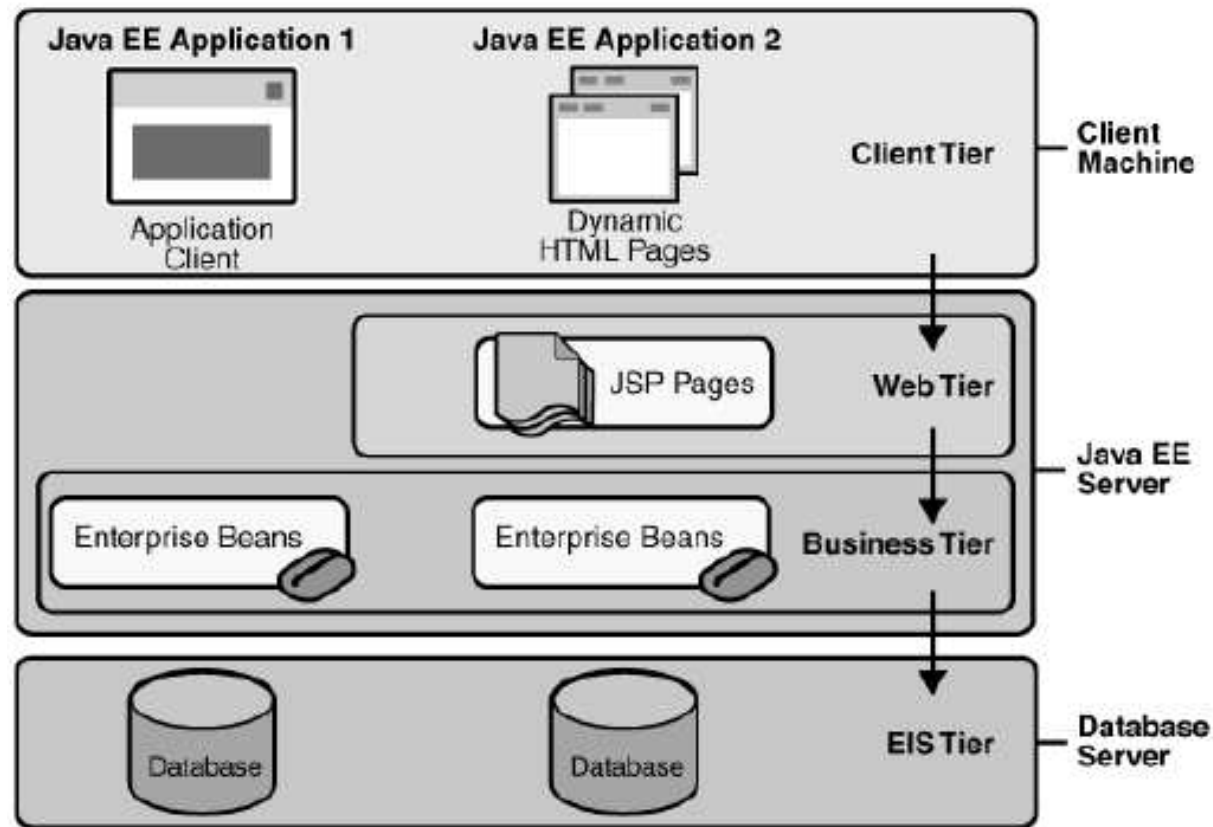 Java EE Application 1
Java EE Application 2
Application
Client
Dynamic
HTML Pages
Client Tier
Client
Machine
JSP Pages
Web Tier
Java EE
Server
Enterprise Beans
Enterprise Beans
Business Tier
Database
Database
EIS Tier
Database
Server